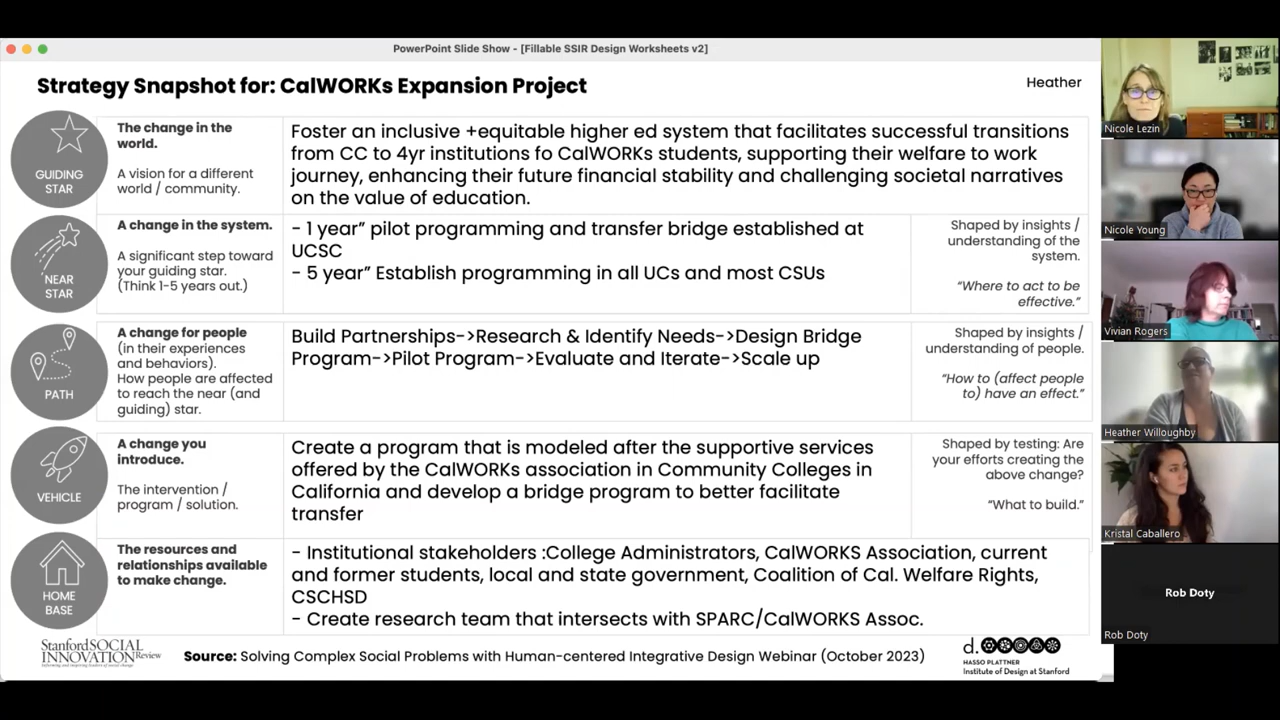 PowerPoint Slide Show - [Fillable SSIR Design Worksheets v2]
Strategy Snapshot for: CalWORKs Expansion Project
Heather
GUIDING
STAR
The change in the
world.
A vision for a different
world / community.
Foster an inclusive +equitable higher ed system that facilitates successful transitions
from CC to 4yr institutions fo CalWORKs students, supporting their welfare to work
journey, enhancing their future financial stability and challenging societal narratives
on the value of education.
NEAR
STAR
A change in the system.
A significant step toward
your guiding star.
(Think 1-5 years out.)
- 1 year” pilot programming and transfer bridge established at
UCSC
- 5 year” Establish programming in all UCs and most CSUs
Shaped by insights /
understanding of the
system.
“Where to act to be
effective.”
PATH
A change for people
(in their experiences
and behaviors).
How people are affected
to reach the near (and
guiding) star.
Build Partnerships->Research & Identify Needs->Design Bridge
Program->Pilot Program->Evaluate and Iterate->Scale up
Shaped by insights /
understanding of people.
“How to (affect people
to) have an effect.”
VEHICLE
A change you
introduce.
The intervention /
program / solution.
Create a program that is modeled after the supportive services
offered by the CalWORKs association in Community Colleges in
California and develop a bridge program to better facilitate
transfer
Shaped by testing: Are
your efforts creating the
above change?
“What to build.”
HOME
BASE
The resources and
relationships available
to make change.
- Institutional stakeholders :College Administrators, CalWORKS Association, current
and former students, local and state government, Coalition of Cal. Welfare Rights,
CSCHSD
- Create research team that intersects with SPARC/CalWORKS Assoc.
Stanford SOCIAL
INNOVATION Review
Informing and inspiring leaders of social change
Source: Solving Complex Social Problems with Human-centered Integrative Design Webinar (October 2023)
d.
HASSO PLATTNER
Institute of Design at Stanford
Nicole Lezin
Nicole Young
Vivian Rogers
Heather Willoughby
Kristal Caballero
Rob Doty
Rob Doty